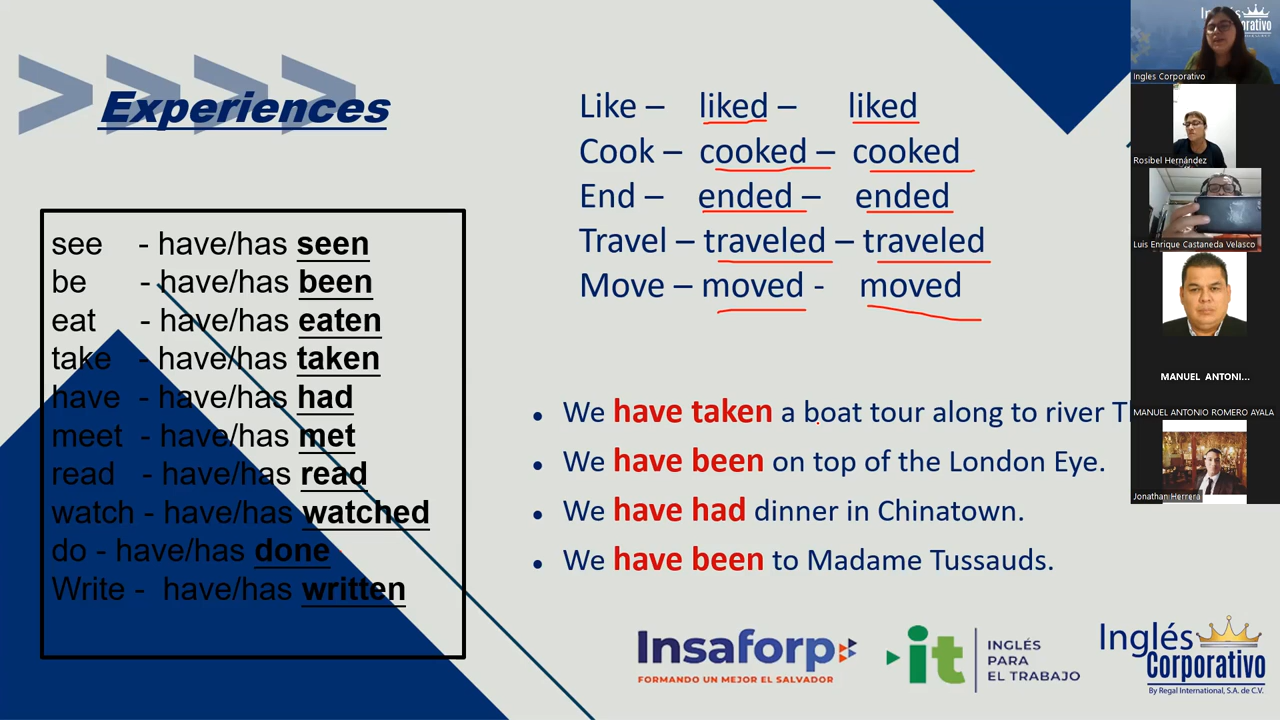 Experiences
see - have/has seen
be - have/has been
eat - have/has eaten
take - have/has taken
have - have/has had
meet - have/has met
read - have/has read
watch - have/has watched
do - have/has done
Write - have/has written
Like – liked – liked
Cook – cooked – cooked
End – ended – ended
Travel – traveled – traveled
Move – moved - moved
• We have taken a boat tour along to river
• We have been on top of the London Eye.
• We have had dinner in Chinatown.
• We have been to Madame Tussauds.
Insaforp
FORMANDO UN MEJOR EL SALVADOR
it
INGLÉS
PARA
EL TRABAJO
Inglés
Corporativo
By Regal International, S.A. de C.V.
Ingles Corporativo
Rosibel Hernández
Luis Enrique Castaneda Velasco
MANUEL ANTONI...
MANUEL ANTONIO ROMERO AYALA
Jonathan Herrera